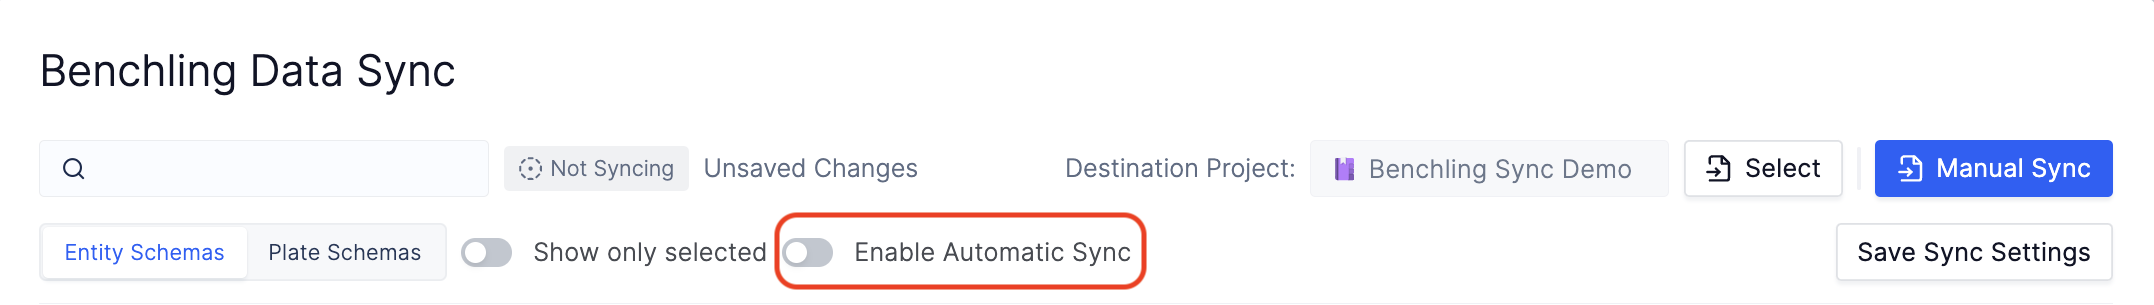 Benchling Data Sync
Not Syncing Unsaved Changes Destination Project: Benchling Sync Demo Select Manual Sync
Entity Schemas Plate Schemas Show only selected Enable Automatic Sync Save Sync Settings